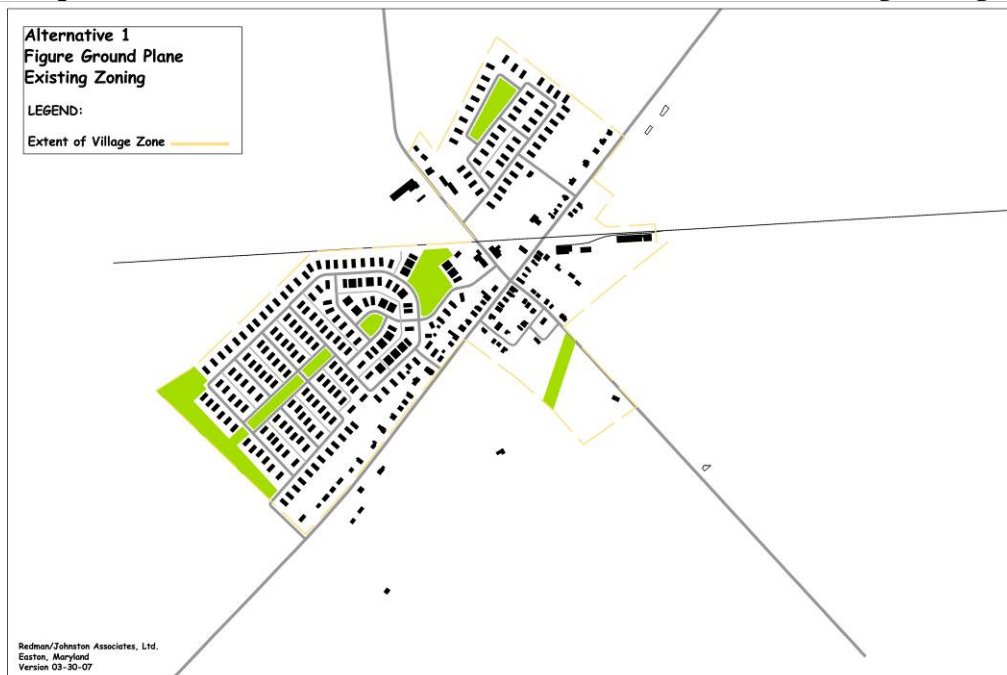 Alternative 1
Figure Ground Plane
Existing Zoning
LEGEND:
Extent of Village Zone
Redman/Johnston Associates, Ltd.
Easton, Maryland
Version 03-30-07